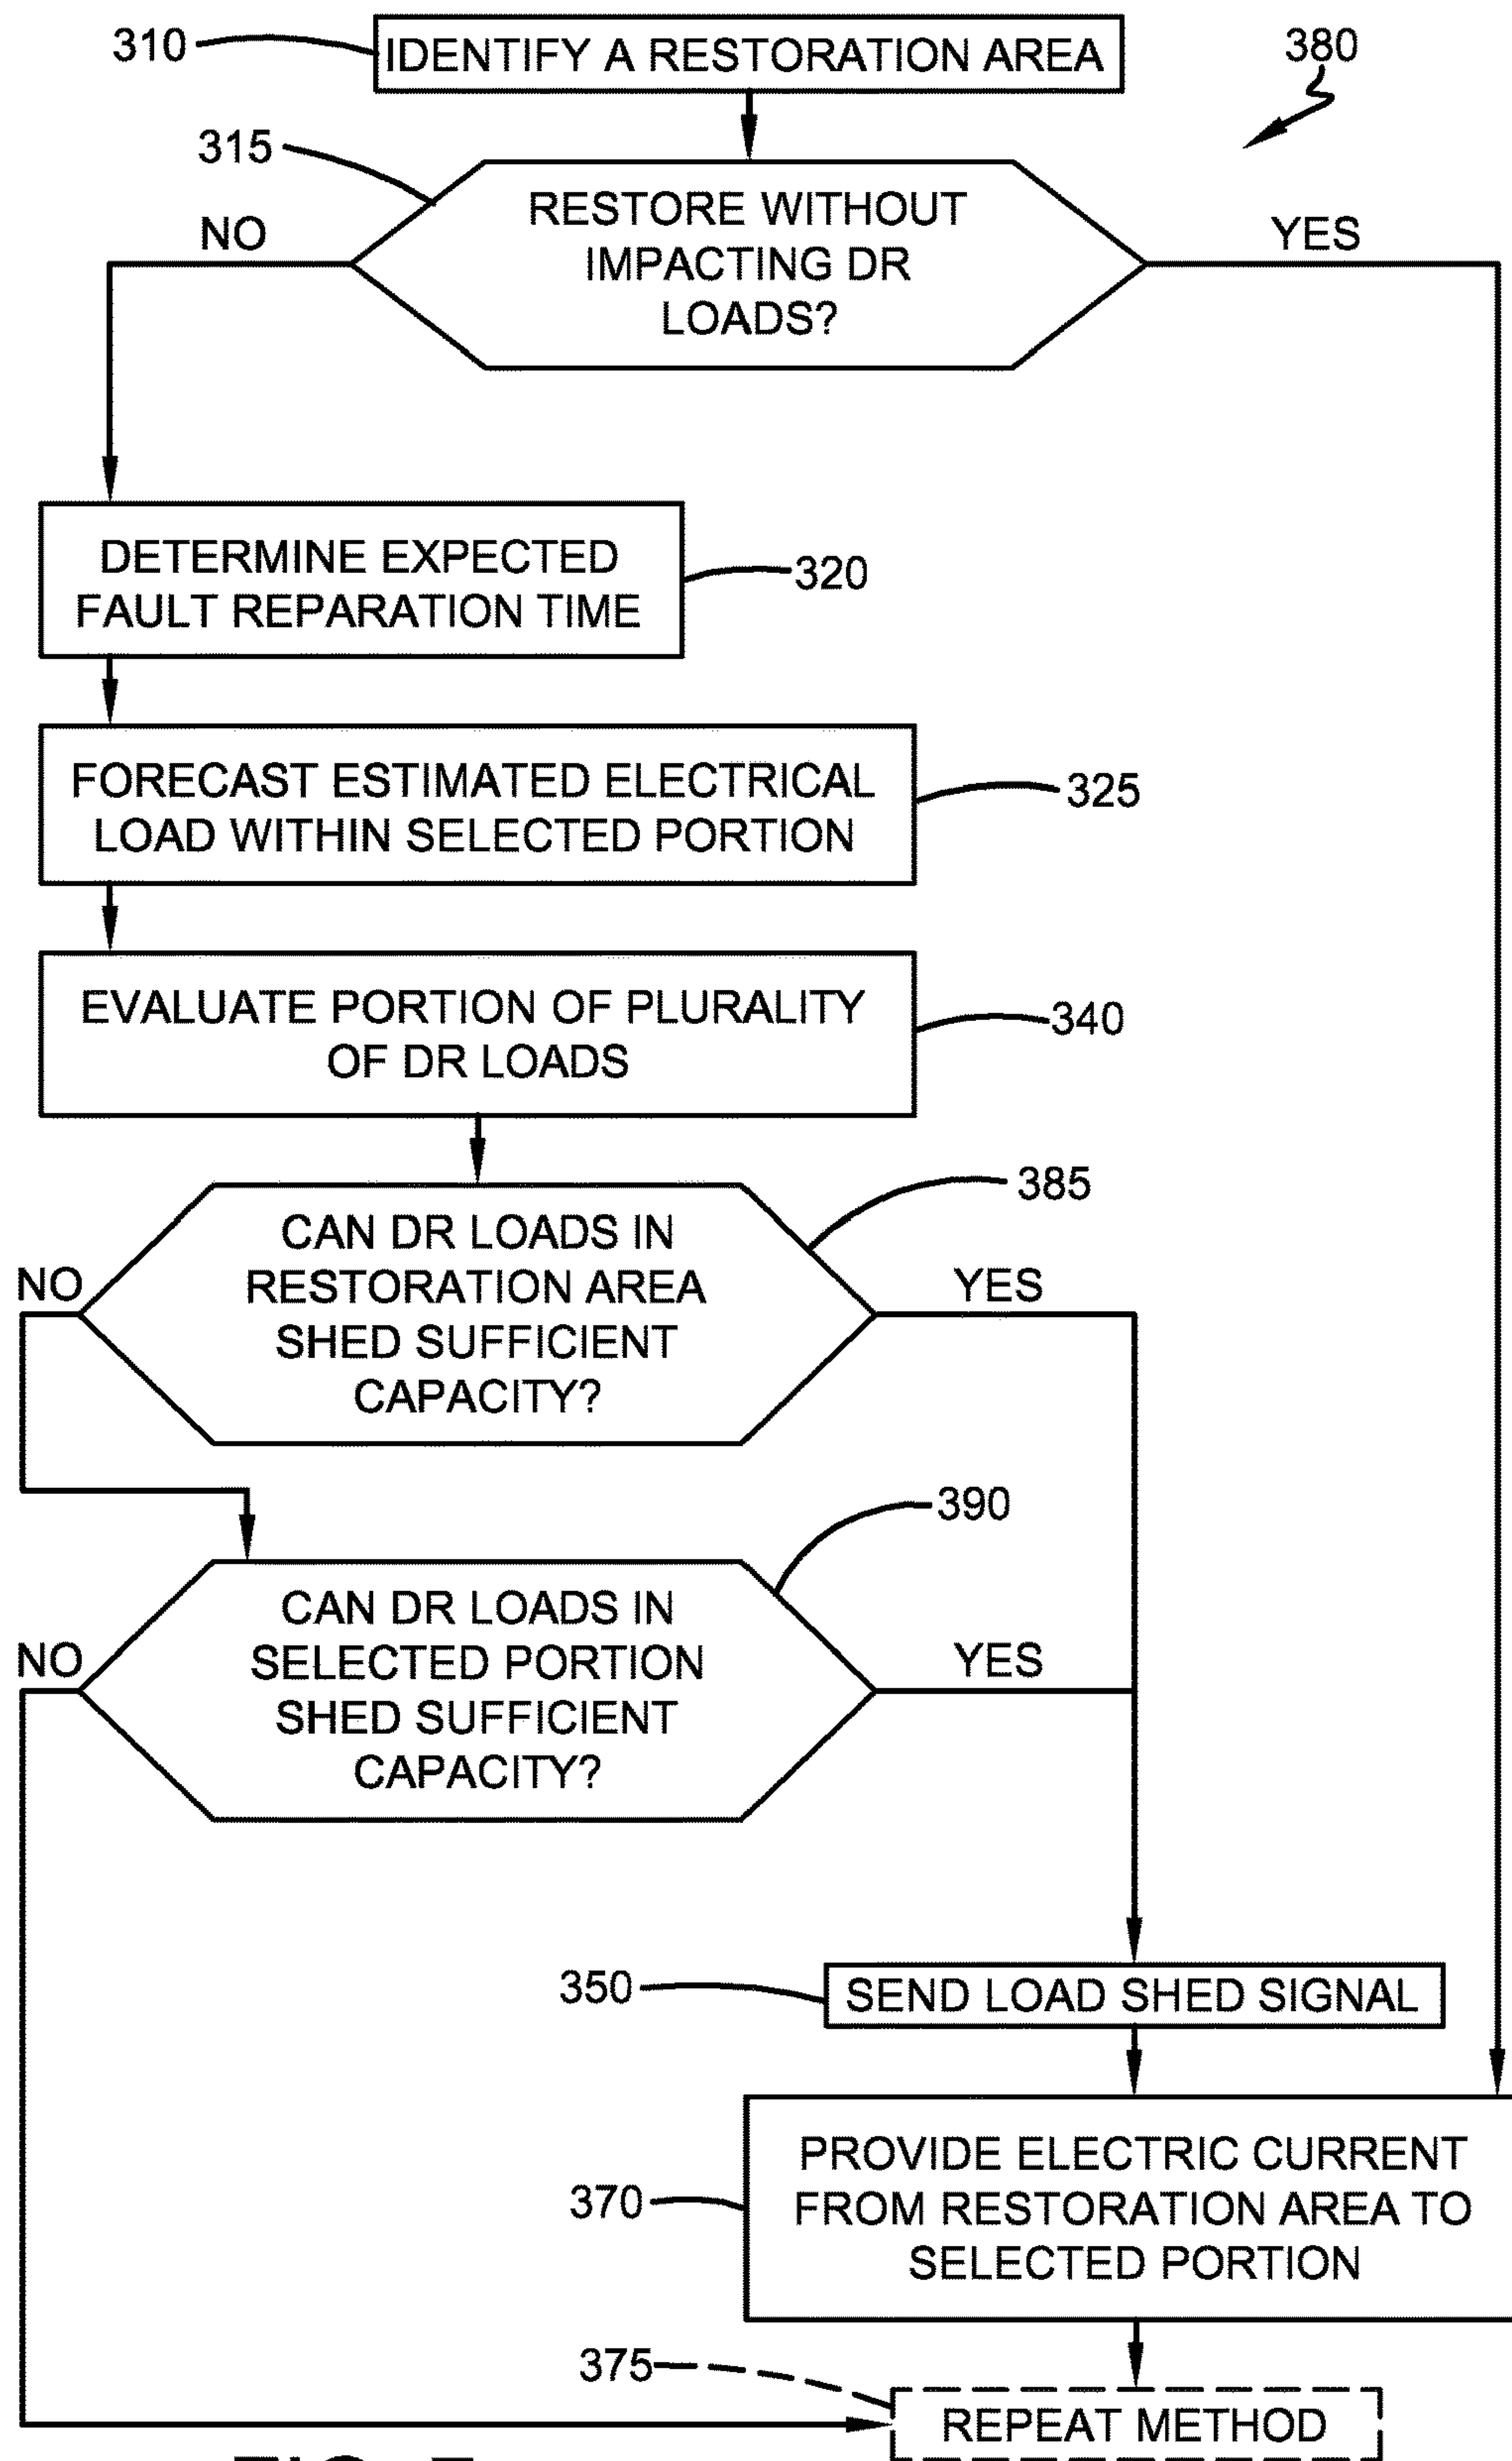 310
IDENTIFY A RESTORATION AREA
380
315
RESTORE WITHOUT
IMPACTING DR
LOADS?
NO
YES
DETERMINE EXPECTED
FAULT REPARATION TIME
320
FORECAST ESTIMATED ELECTRICAL
LOAD WITHIN SELECTED PORTION
325
EVALUATE PORTION OF PLURALITY
OF DR LOADS
340
385
CAN DR LOADS IN
RESTORATION AREA
SHED SUFFICIENT
CAPACITY?
NO
YES
390
CAN DR LOADS IN
SELECTED PORTION
SHED SUFFICIENT
CAPACITY?
NO
YES
350
SEND LOAD SHED SIGNAL
PROVIDE ELECTRIC CURRENT
FROM RESTORATION AREA TO
SELECTED PORTION
370
375
REPEAT METHOD